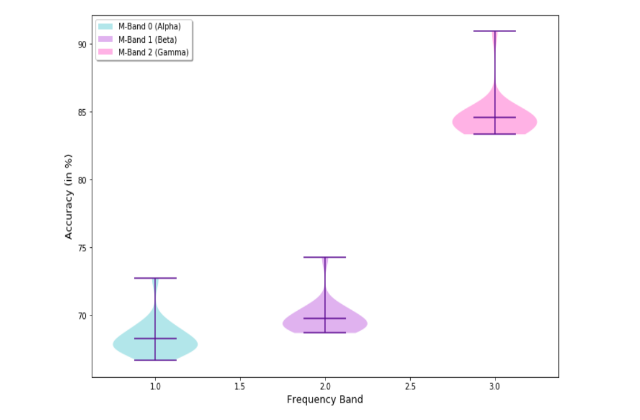 M-Band 0 (Alpha)
M-Band 1 (Beta)
M-Band 2 (Gamma)
90
85
80
75
70
Accuracy (in %)
1.0 1.5 2.0 2.5 3.0
Frequency Band